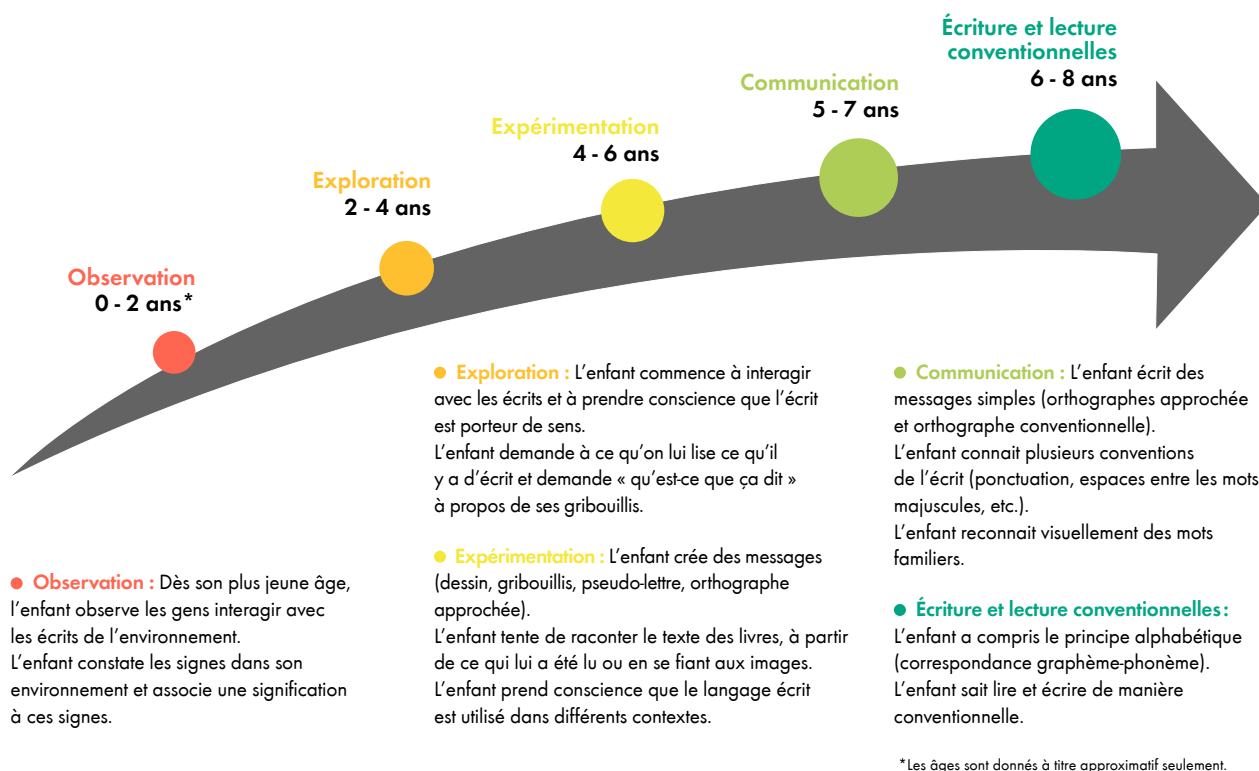 Écriture et lecture
conventionnelles
6 - 8 ans
Communication
5 - 7 ans
Expérimentation
4 - 6 ans
Exploration
2 - 4 ans
Observation
0 - 2 ans*
● Observation : Dès son plus jeune âge,
l'enfant observe les gens interagir avec
les écrits de l'environnement.
L'enfant constate les signes dans son
environnement et associe une signification
à ces signes.
● Exploration : L'enfant commence à interagir
avec les écrits et à prendre conscience que l'écrit
est porteur de sens.
L'enfant demande à ce qu'on lui lise ce qu'il
y a d'écrit et demande « qu'est-ce que ça dit »
à propos de ses gribouillis.
● Expérimentation : L'enfant crée des messages
(dessin, gribouillis, pseudo-lettre, orthographe
approchée).
L'enfant tente de raconter le texte des livres, à partir
de ce qui lui a été lu ou en se fiant aux images.
L'enfant prend conscience que le langage écrit
est utilisé dans différents contextes.
● Communication : L'enfant écrit des
messages simples (orthographes approchée
et orthographe conventionnelle).
L'enfant connait plusieurs conventions
de l'écrit (ponctuation, espaces entre les mots
majuscules, etc.).
L'enfant reconnait visuellement des mots
familiers.
● Écriture et lecture conventionnelles :
L'enfant a compris le principe alphabétique
(correspondance graphème-phonème).
L'enfant sait lire et écrire de manière
conventionnelle.
*Les âges sont donnés à titre approximatif seulement.